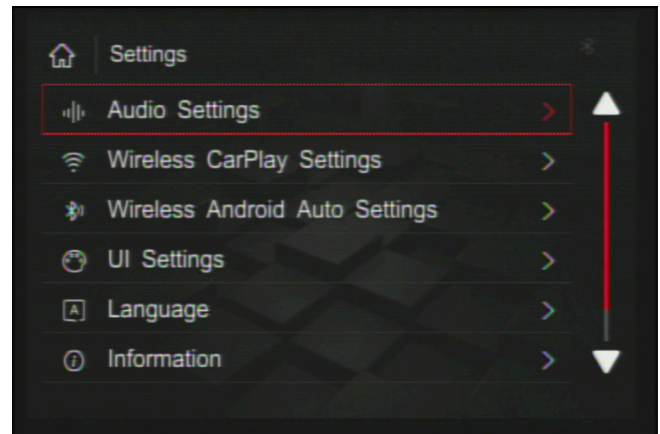 Settings
Audio Settings
Wireless CarPlay Settings
Wireless Android Auto Settings
UI Settings
A Language
Information